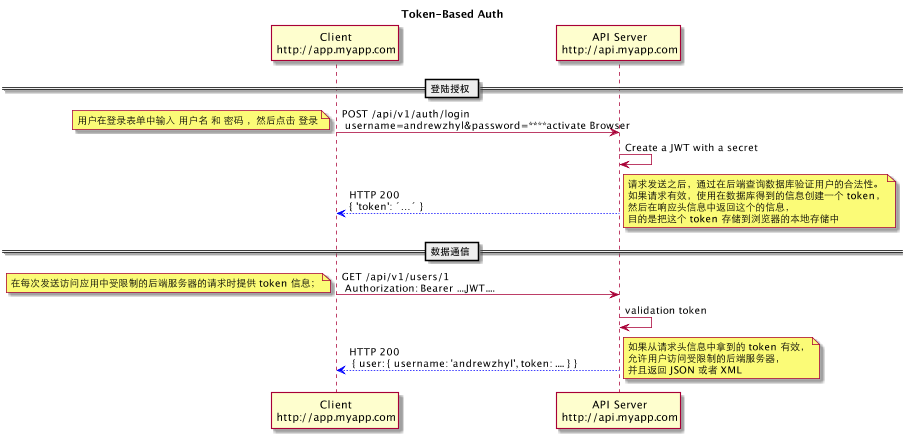 Token-Based Auth
Client
http://app.myapp.com
API Server
http://api.myapp.com
登陆授权
用户在登录表单中输入 用户名 和 密码 ，然后点击 登录
POST /api/v1/auth/login
username=andrewzhyl&password=****activate Browser
Create a JWT with a secret
请求发送之后，通过在后端查询数据库验证用户的合法性。
如果请求有效，使用在数据库得到的信息创建一个 token，
然后在响应头信息中返回这个的信息，
目的是把这个 token 存储到浏览器的本地存储中
HTTP 200
{ 'token': ´...´ }
数据通信
在每次发送访问应用中受限制的后端服务器的请求时提供 token 信息；
GET /api/v1/users/1
Authorization: Bearer ...JWT....
validation token
如果从请求头信息中拿到的 token 有效，
允许用户访问受限制的后端服务器，
并且返回 JSON 或者 XML
HTTP 200
{ user: { username: 'andrewzhyl', token: .... } }
Client
http://app.myapp.com
API Server
http://api.myapp.com